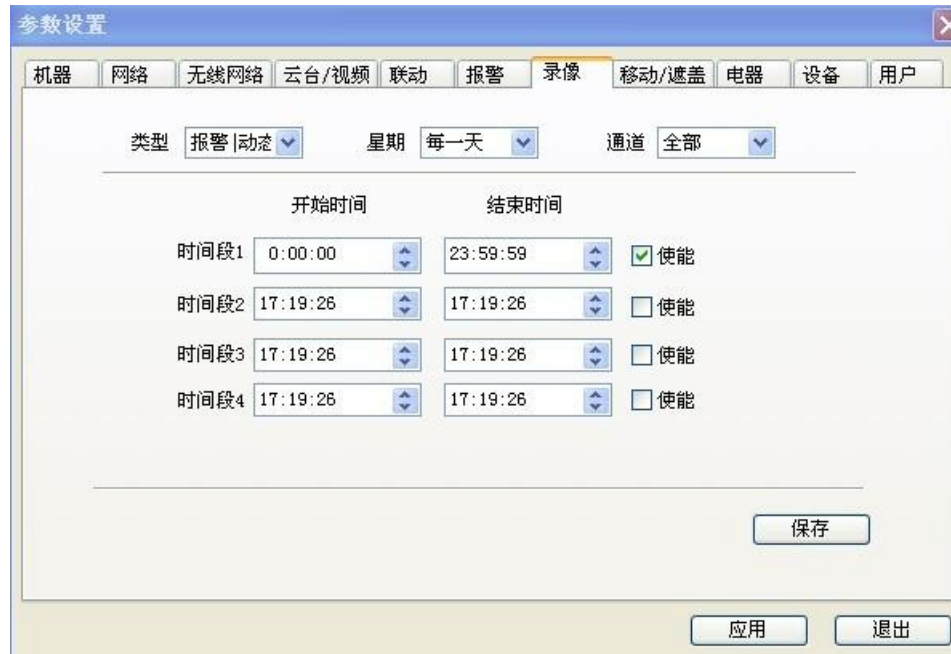 参数设置
机器 网络 无线网络 云台/视频 联动 报警 录像 移动/遮盖 电器 设备 用户
类型 报警|动态 星期 每一天 通道 全部
开始时间 结束时间
时间段1 0:00:00 23:59:59 使能
时间段2 17:19:26 17:19:26 使能
时间段3 17:19:26 17:19:26 使能
时间段4 17:19:26 17:19:26 使能
保存
应用 退出